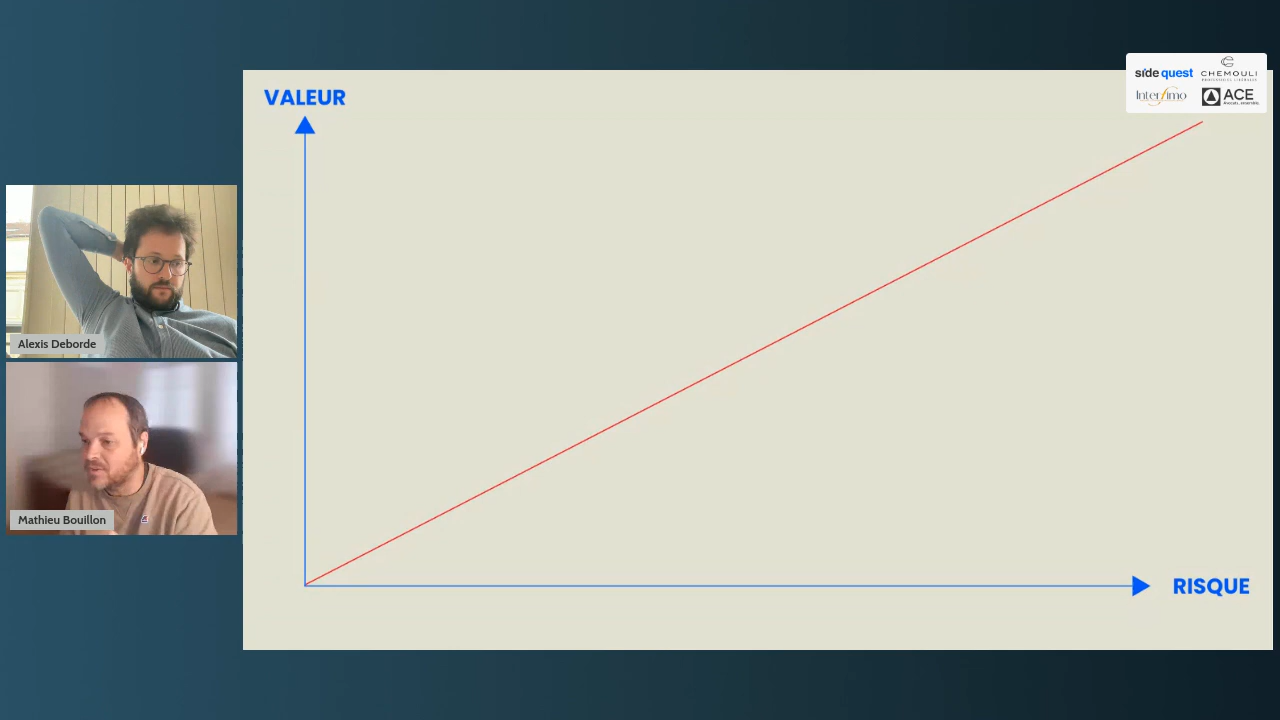 VALEUR
side quest
CHEMOULI
Interfimo
ACE
Alexis Deborde
Mathieu Bouillon
RISQUE